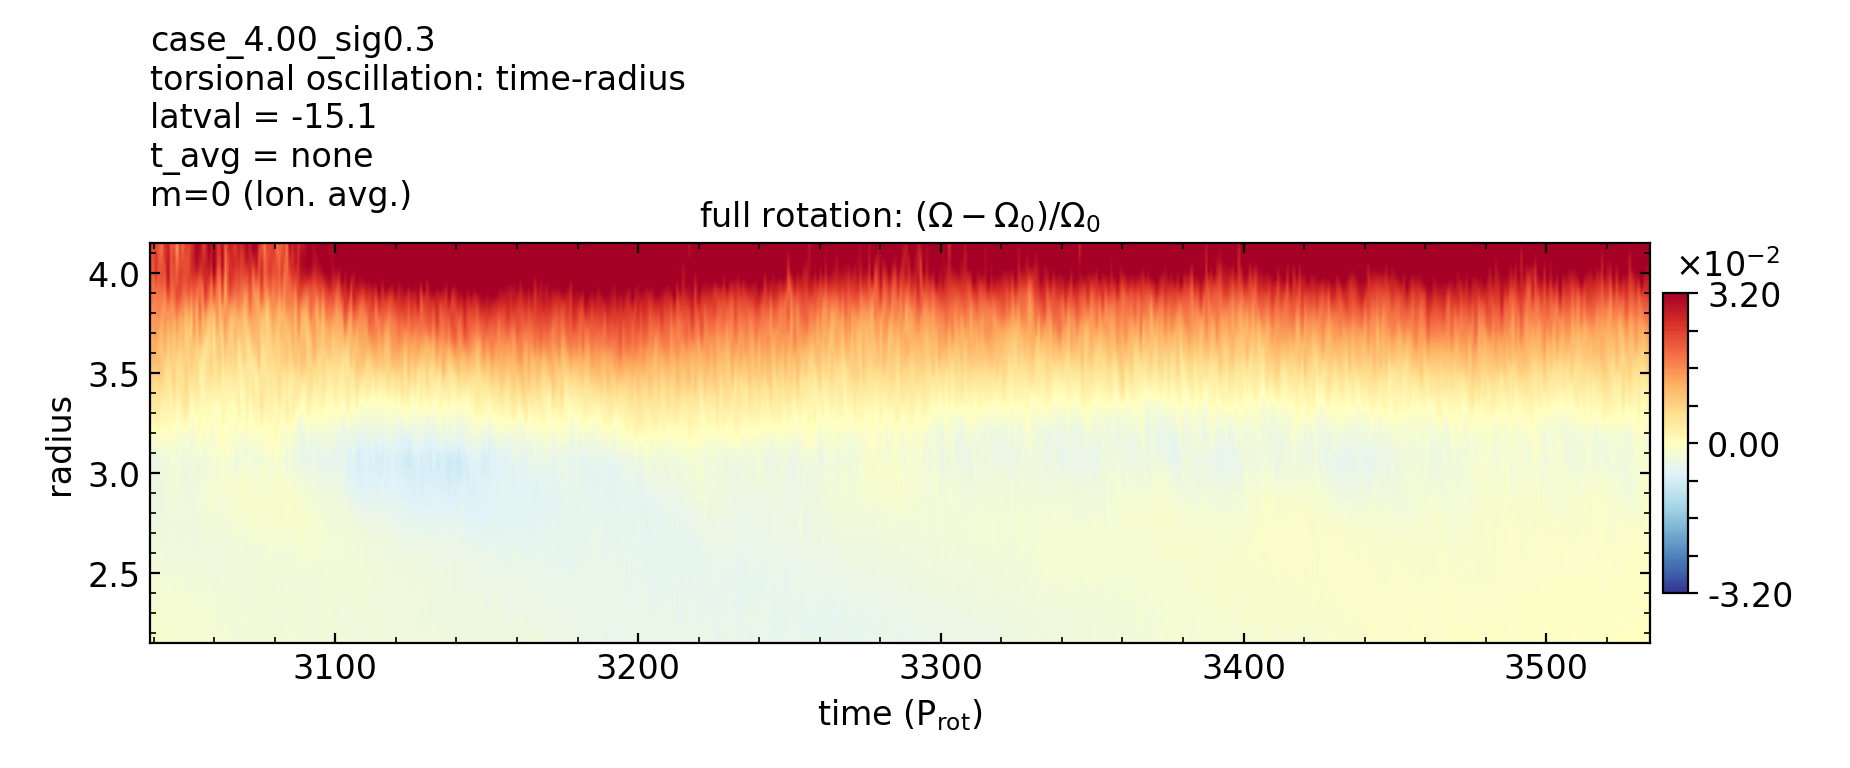 case_4.00_sig0.3
torsional oscillation: time-radius
latval = -15.1
t_avg = none
m=0 (lon. avg.)
full rotation: (Ω − Ω₀)/Ω₀
×10⁻²
3.20
0.00
-3.20
radius
4.0
3.5
3.0
2.5
3100 3200 3300 3400 3500
time (P_rot)